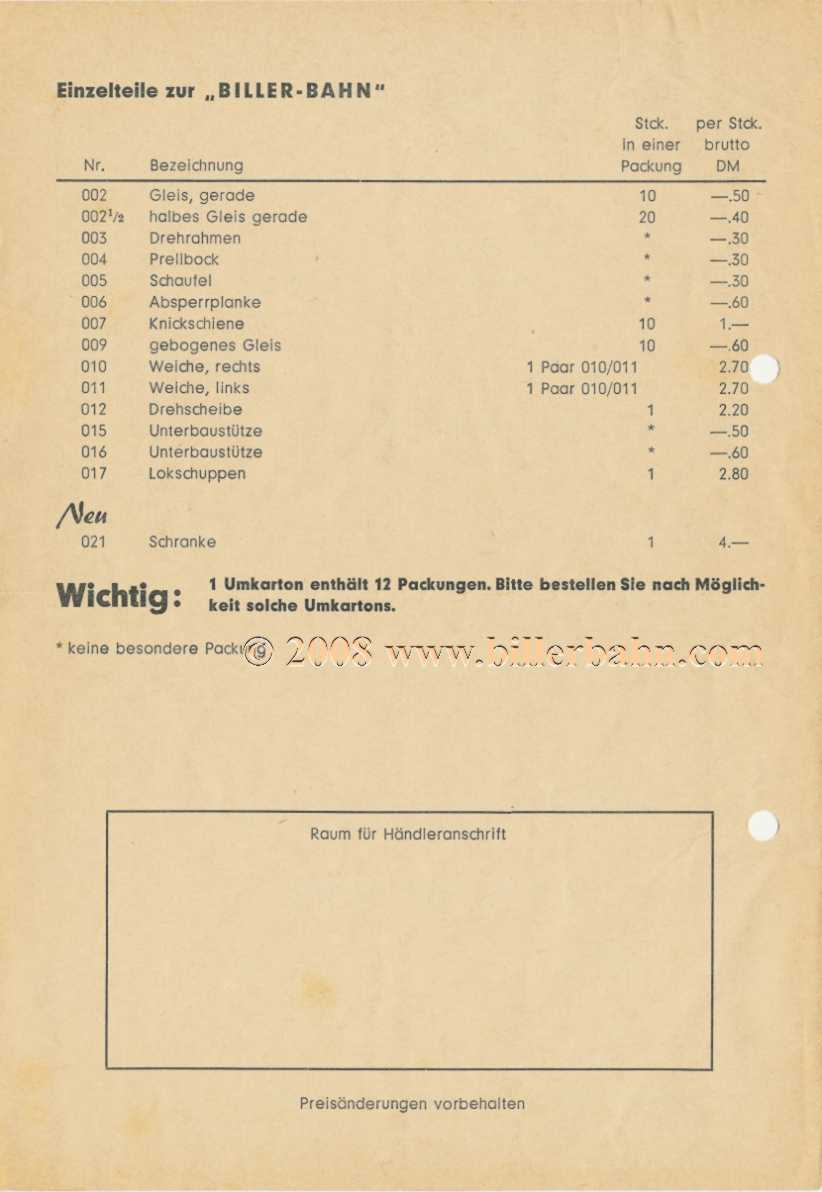 Einzelteile zur „BILLER-BAHN"
Stck. per Stck.
in einer brutto
Nr. Bezeichnung Packung DM
002 Gleis, gerade 10 —.50
002½ halbes Gleis gerade 20 —.40
003 Drehrahmen * —.30
004 Prellbock * —.30
005 Schaufel * —.30
006 Absperrplanke * —.60
007 Knickschiene 10 1.—
009 gebogenes Gleis 10 —.60
010 Weiche, rechts 1 Paar 010/011 2.70
011 Weiche, links 1 Paar 010/011 2.70
012 Drehscheibe 1 2.20
015 Unterbaustütze * —.50
016 Unterbaustütze * —.60
017 Lokschuppen 1 2.80
Neu
021 Schranke 1 4.—
Wichtig: 1 Umkarton enthält 12 Packungen. Bitte bestellen Sie nach Möglich-
keit solche Umkartons.
* keine besondere Packung
© 2008 www.billerbahn.com
Raum für Händleranschrift
Preisänderungen vorbehalten